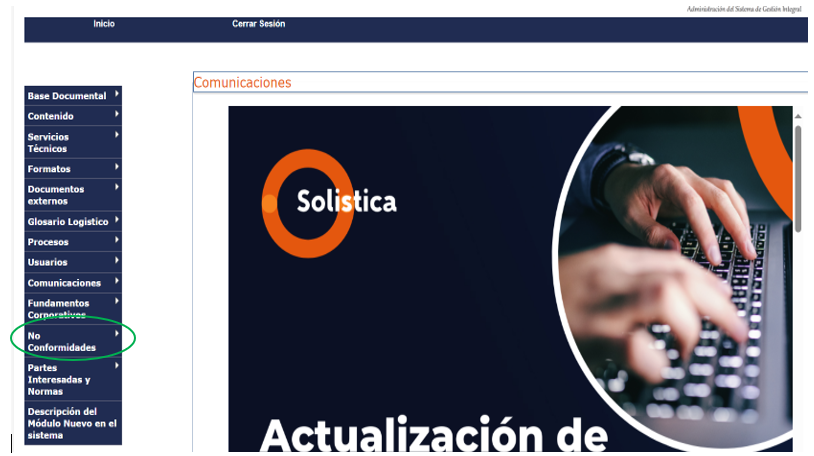 Administración del Sistema de Gestión Integral
Inicio
Cerrar Sesión
Comunicaciones
Base Documental
Contenido
Servicios
Técnicos
Formatos
Documentos
externos
Glosario Logistico
Procesos
Usuarios
Comunicaciones
Fundamentos
Corporativos
No
Conformidades
Partes
Interesadas y
Normas
Descripción del
Módulo Nuevo en el
sistema
Solistica
Actualización de